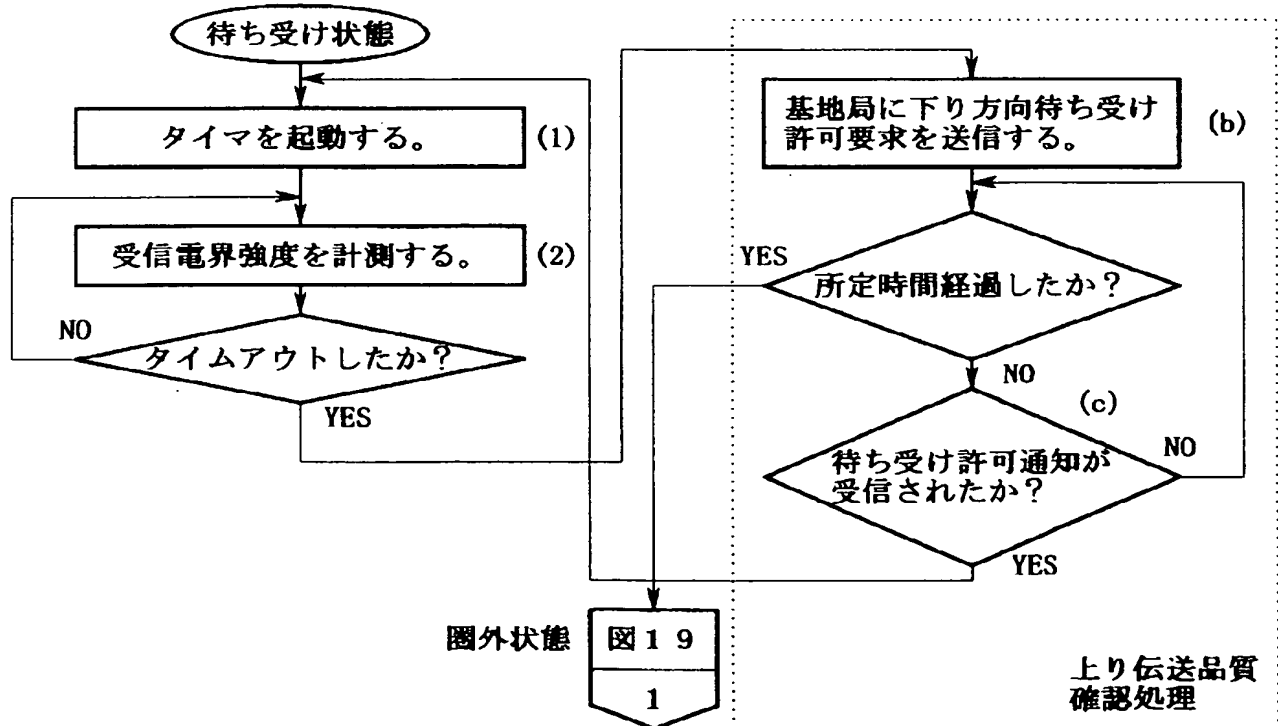 待ち受け状態
タイマを起動する。
(1)
受信電界強度を計測する。
(2)
NO
タイムアウトしたか？
YES
基地局に下り方向待ち受け
許可要求を送信する。
(b)
YES
所定時間経過したか？
NO
(c)
待ち受け許可通知が
受信されたか？
NO
YES
圏外状態
図１９
1
上り伝送品質
確認処理